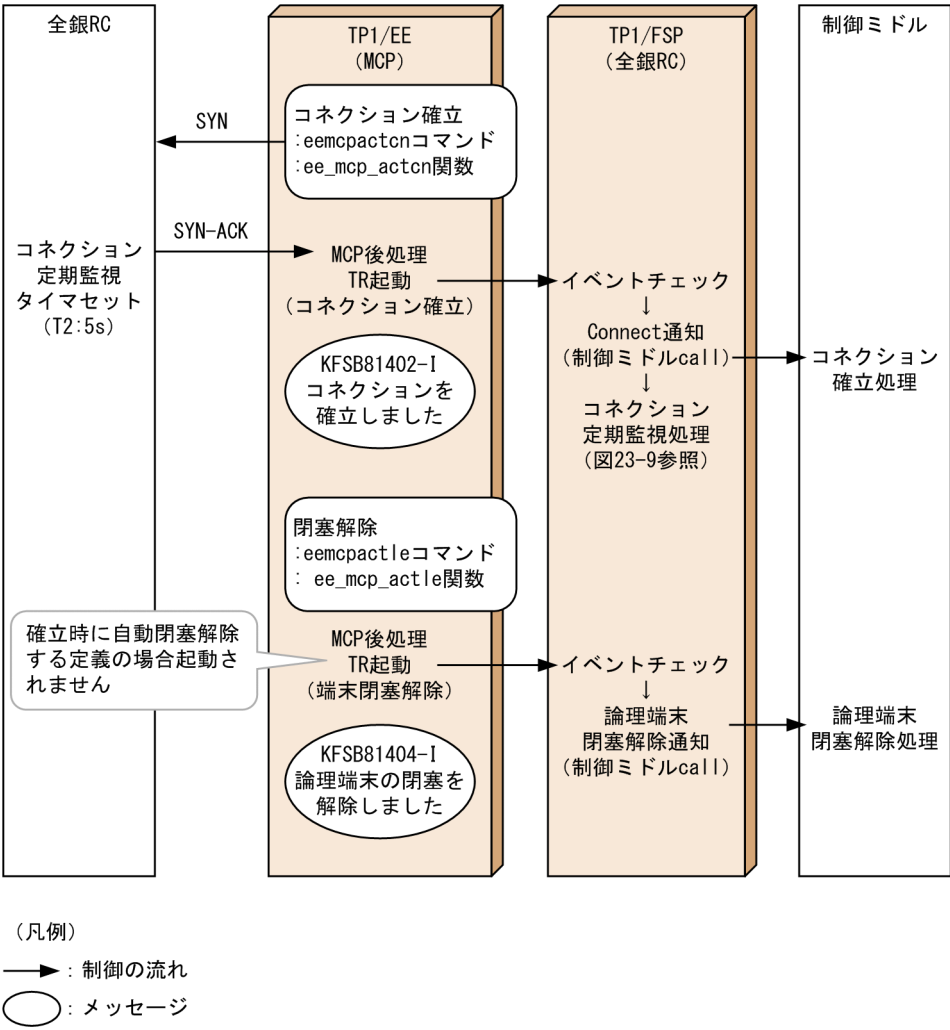 全銀RC
TP1/EE
(MCP)
TP1/FSP
(全銀RC)
制御ミドル
コネクション確立
:eemcpactcnコマンド
:ee_mcp_actcn関数
SYN
SYN-ACK
コネクション
定期監視
タイマセット
(T2:5s)
MCP後処理
TR起動
(コネクション確立)
イベントチェック
↓
Connect通知
(制御ミドルcall)
↓
コネクション
定期監視処理
(図23-9参照)
コネクション
確立処理
KFSB81402-I
コネクションを
確立しました
閉塞解除
:eemcpactleコマンド
: ee_mcp_actle関数
確立時に自動閉塞解除
する定義の場合起動さ
れません
MCP後処理
TR起動
(端末閉塞解除)
イベントチェック
↓
論理端末
閉塞解除通知
(制御ミドルcall)
論理端末
閉塞解除処理
KFSB81404-I
論理端末の閉塞を
解除しました
(凡例)
: 制御の流れ
: メッセージ